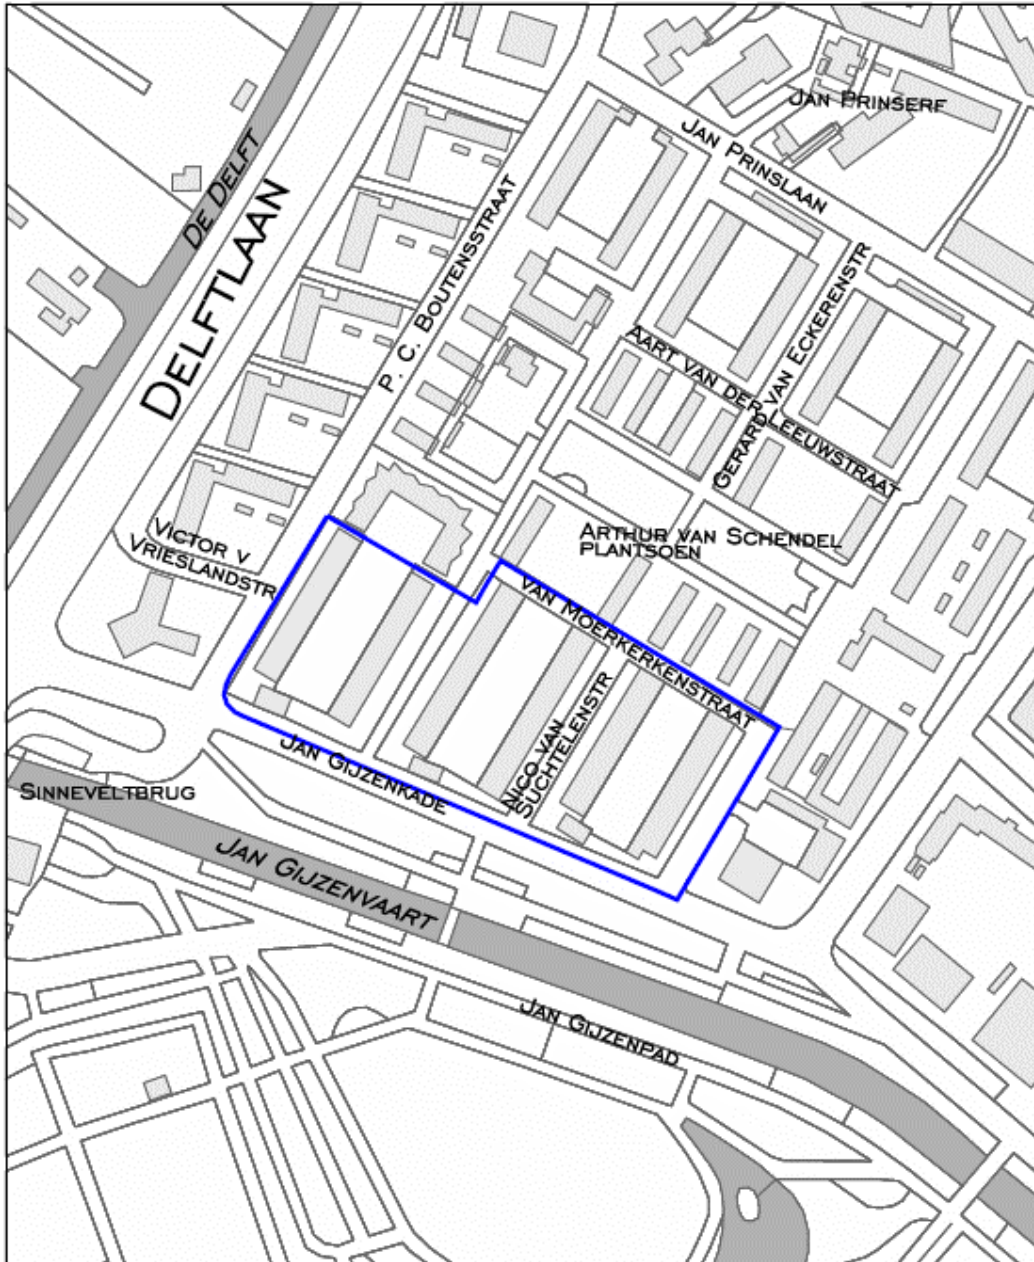 JAN PRINSERF
JAN PRINSLAAN
DE DELFT
DELFTLAAN
P. C. BOUTENSSTRAAT
GERARD VAN ECKERENSTR
AART VAN DER LEEUWSTRAAT
VICTOR V
VRIESLANDSTR
ARTHUR VAN SCHENDEL
PLANTSOEN
VAN MOERKERKENSTRAAT
NICO VAN
SUCHTELENSTR
JAN GIJZENKADE
SINNEVELTBRUG
JAN GIJZENVAART
JAN GIJZENPAD